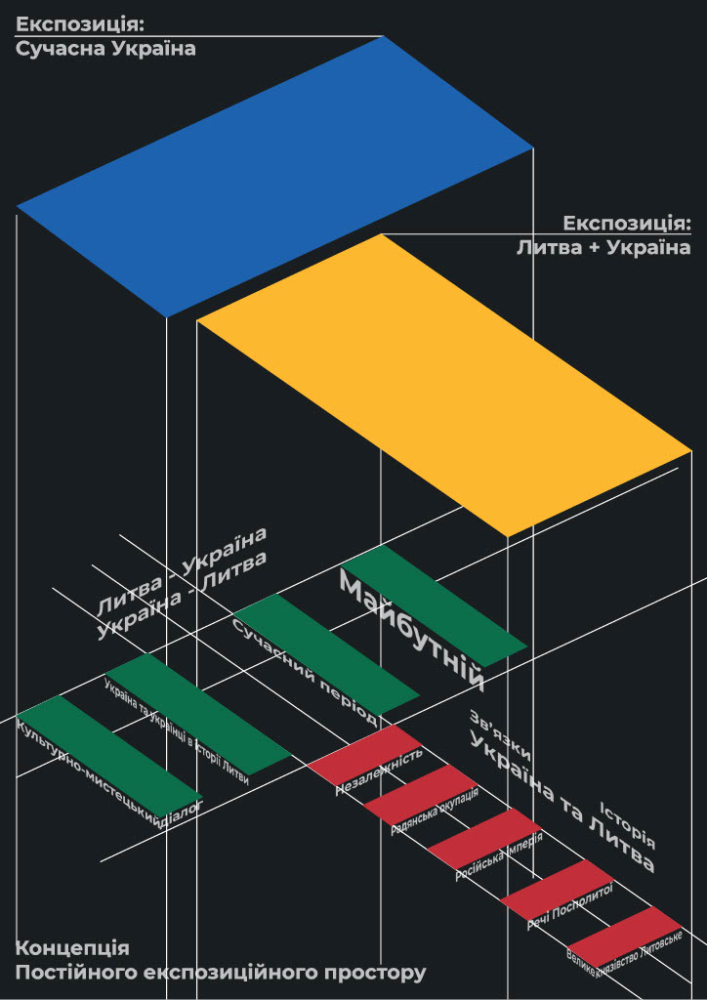 Експозиція:
Сучасна Україна
Експозиція:
Литва + Україна
Литва - Україна
Україна - Литва
Майбутній
Сучасний період
Україна та українці в історії Литви
Культурно-мистецький діалог
Зв'язки
Україна та Литва
Історія
Незалежність
Радянська окупація
російська імперія
Речі Посполитої
Велике князівство Литовське
Концепція
Постійного експозиційного простору